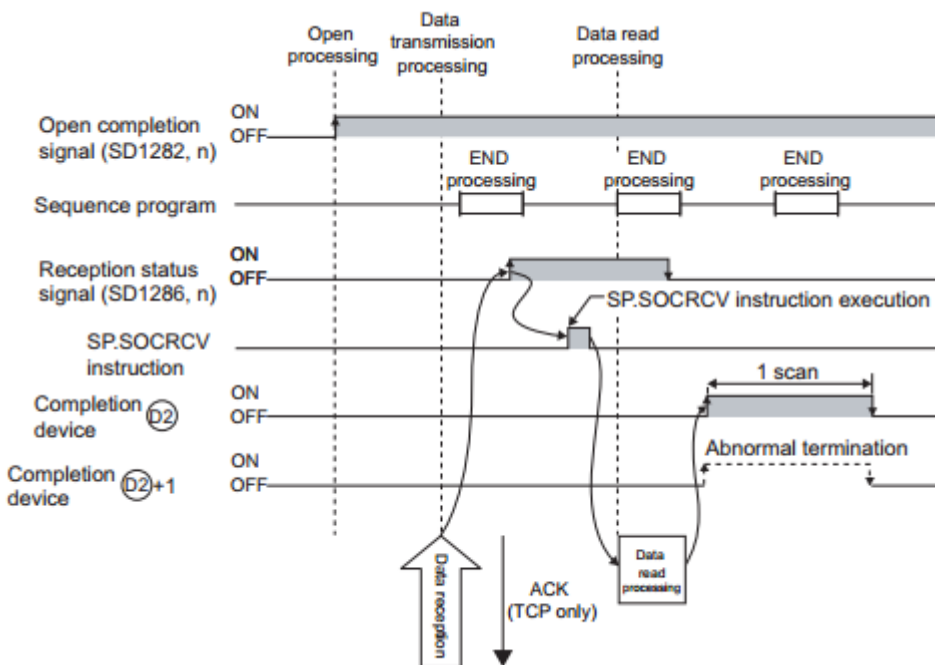 Open
processing
Data
transmission
processing
Data read
processing
Open completion
signal (SD1282, n)
ON
OFF
END
processing
END
processing
END
processing
Sequence program
Reception status
signal (SD1286, n)
ON
OFF
SP.SOCRCV instruction execution
SP.SOCRCV
instruction
1 scan
Completion
device D2
ON
OFF
Abnormal termination
Completion
device D2+1
ON
OFF
Data reception
ACK
(TCP only)
Data
read
processing